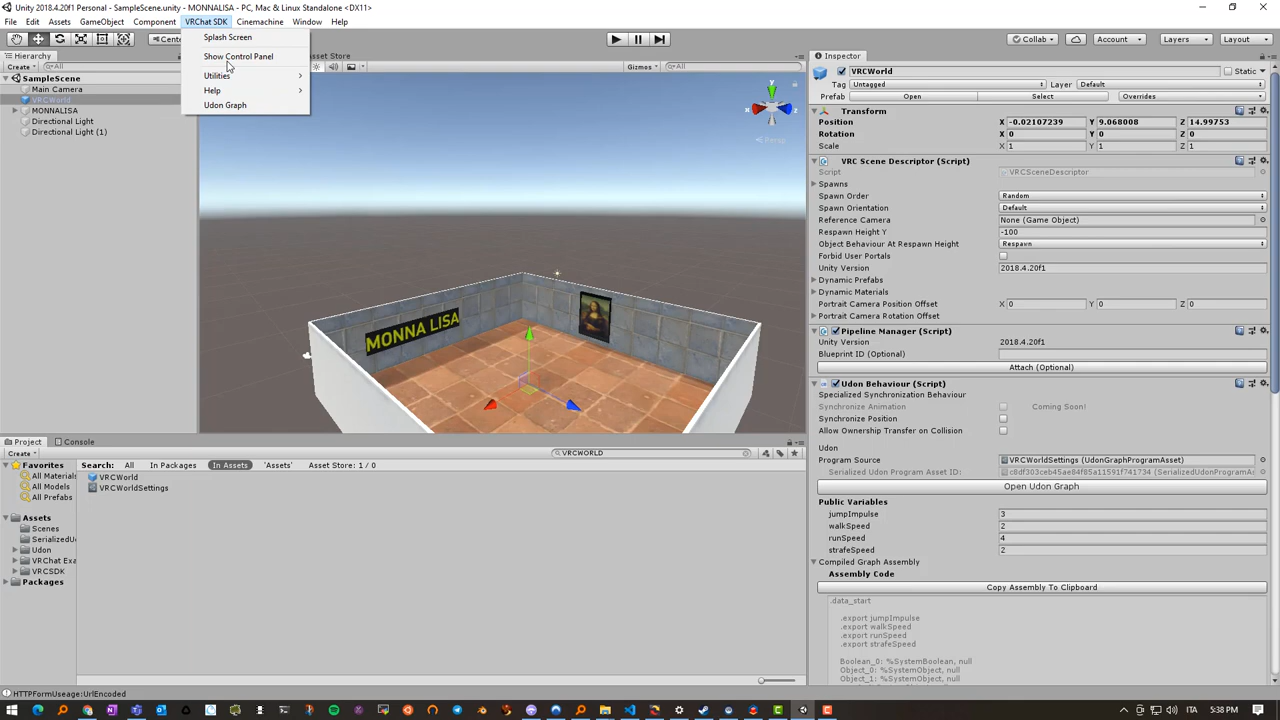 Unity 2018.4.20f1 Personal - SampleScene.unity - MONNALISA - PC, Mac & Linux Standalone <DX11>
File Edit Assets GameObject Component VRChat SDK Cinemachine Window Help
Collab Account Layers Layout
Splash Screen
Show Control Panel
Utilities
Help
Udon Graph
Hierarchy
Create All
SampleScene
Main Camera
VRCWorld
MONNALISA
Directional Light
Directional Light (1)
Gizmos All
Y
X
Z
Persp
MONNA LISA
Inspector
VRCWorld Static
Tag Untagged Layer Default
Prefab Open Select Overrides
Transform
Position X -0.02107239 Y 9.068008 Z 14.99753
Rotation X 0 Y 0 Z 0
Scale X 1 Y 1 Z 1
VRC Scene Descriptor (Script)
Script VRCSceneDescriptor
Spawns
Spawn Order Random
Spawn Orientation Default
Reference Camera None (Game Object)
Respawn Height Y -100
Object Behaviour At Respawn Height Respawn
Forbid User Portals
Unity Version 2018.4.20f1
Dynamic Prefabs
Dynamic Materials
Portrait Camera Position Offset X 0 Y 0 Z 0
Portrait Camera Rotation Offset
Pipeline Manager (Script)
Unity Version 2018.4.20f1
Blueprint ID (Optional)
Attach (Optional)
Udon Behaviour (Script)
Specialized Synchronization Behaviour
Synchronize Animation Coming Soon!
Synchronize Position
Allow Ownership Transfer on Collision
Udon
Program Source VRCWorldSettings (UdonGraphProgramAsset)
Serialized Udon Program Asset ID:
Open Udon Graph
Public Variables
jumpImpulse 3
walkSpeed 2
runSpeed 4
strafeSpeed 2
Compiled Graph Assembly
Assembly Code
Copy Assembly To Clipboard
.data_start
.export jumpImpulse
.export walkSpeed
.export runSpeed
.export strafeSpeed
Boolean_0: %SystemBoolean, null
Object_0: %SystemObject, null
Object_1: %SystemObject, null
Project Console
Create VRCWORLD
Favorites
All Materials
All Models
All Prefabs
Assets
Scenes
Udon
VRChat Exa
VRCSDK
Packages
Search: All In Packages In Assets 'Assets' Asset Store: 1 / 0
VRCWorld
VRCWorldSettings
HTTPFormUseage:UrlEncoded
ITA 5:38 PM